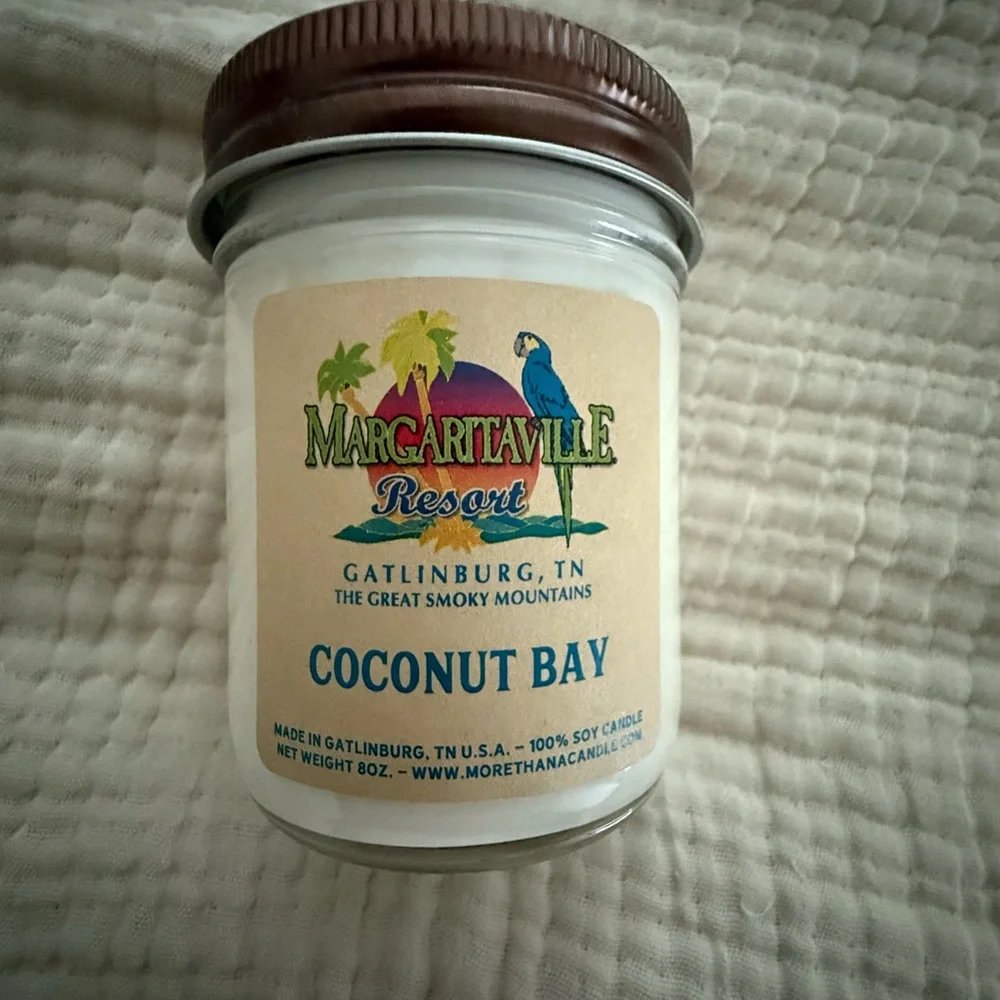 MARGARITAVILLE
Resort
GATLINBURG, TN
THE GREAT SMOKY MOUNTAINS
COCONUT BAY
MADE IN GATLINBURG, TN U.S.A. – 100% SOY CANDLE
NET WEIGHT 8OZ. – WWW.MORETHANACANDLE.COM